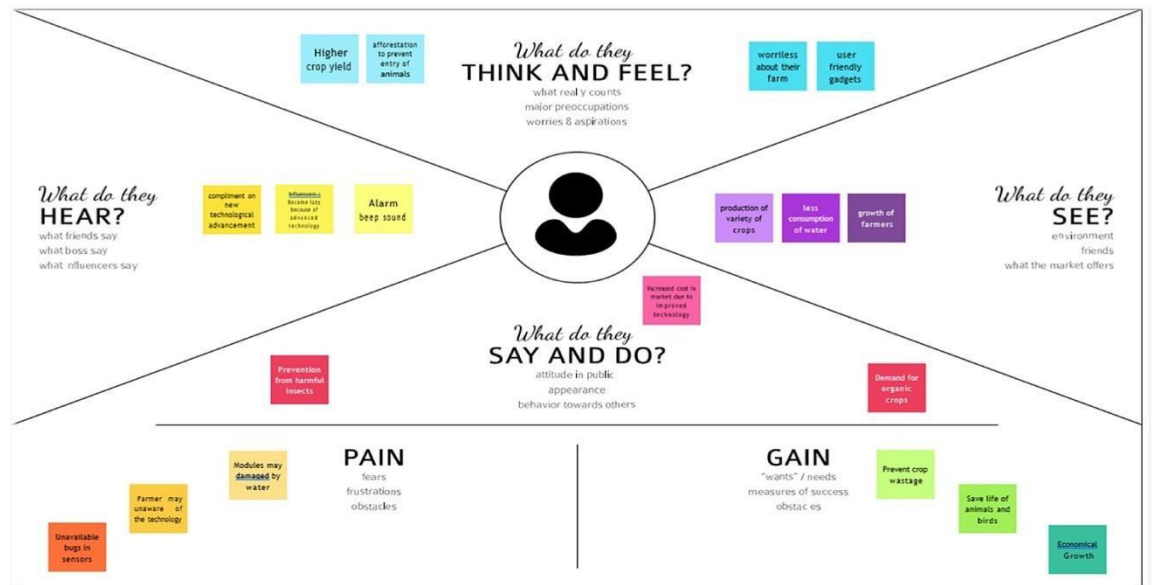 What do they
THINK AND FEEL?
what real y counts
major preoccupations
worries & aspirations
Higher
crop yield
afforestation
to prevent
entry of
animals
worriless
about their
farm
user
friendly
gadgets
What do they
HEAR?
what friends say
what boss say
what nfluencers say
compliment on
new
technological
advancement
Influencers:-
Become lazy
because of
advanced
technology
Alarm
beep sound
production of
variety of
crops
less
consumption
of water
growth of
farmers
What do they
SEE?
environment
friends
what the market offers
Increased cost in
market due to
improved
technology
What do they
SAY AND DO?
attitude in public
appearance
behavior towards others
Prevention
from harmful
insects
Demand for
organic
crops
PAIN
fears
frustrations
obstacles
Modules may
damaged by
water
Farmer may
unaware of
the technology
Unavailable
bugs in
sensors
GAIN
"wants" / needs
measures of success
obstac es
Prevent crop
wastage
Save life of
animals and
birds
Economical
Growth